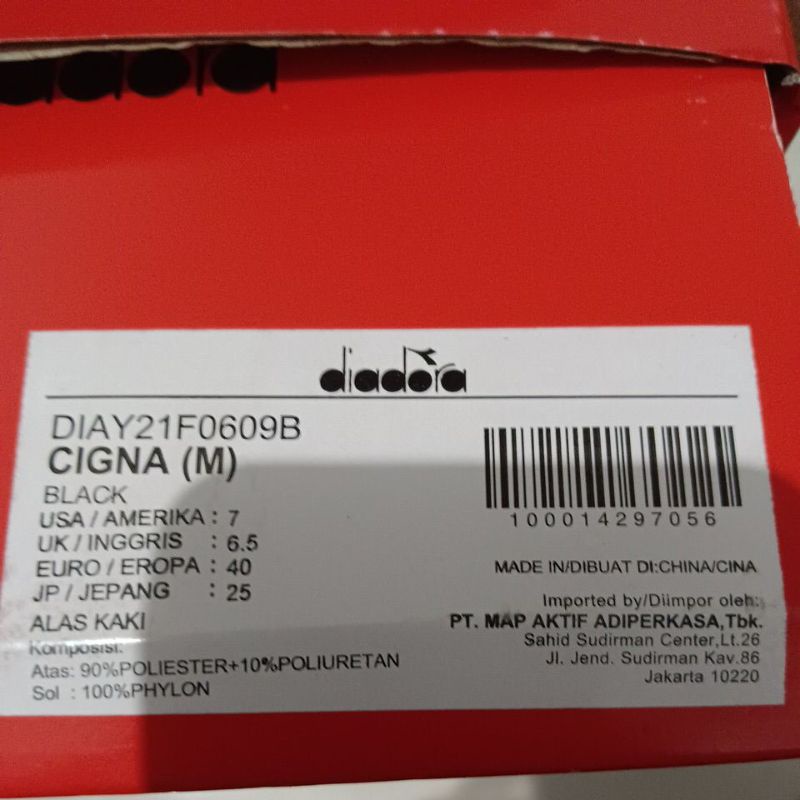 diadora
diadora
DIAY21F0609B
CIGNA (M)
BLACK
USA / AMERIKA : 7
UK / INGGRIS : 6.5
EURO / EROPA : 40
JP / JEPANG : 25
ALAS KAKI
Komposisi:
Atas: 90%POLIESTER+10%POLIURETAN
Sol : 100%PHYLON
100014297056
MADE IN/DIBUAT DI:CHINA/CINA
Imported by/Diimpor oleh:
PT. MAP AKTIF ADIPERKASA,Tbk.
Sahid Sudirman Center,Lt.26
Jl. Jend. Sudirman Kav.86
Jakarta 10220